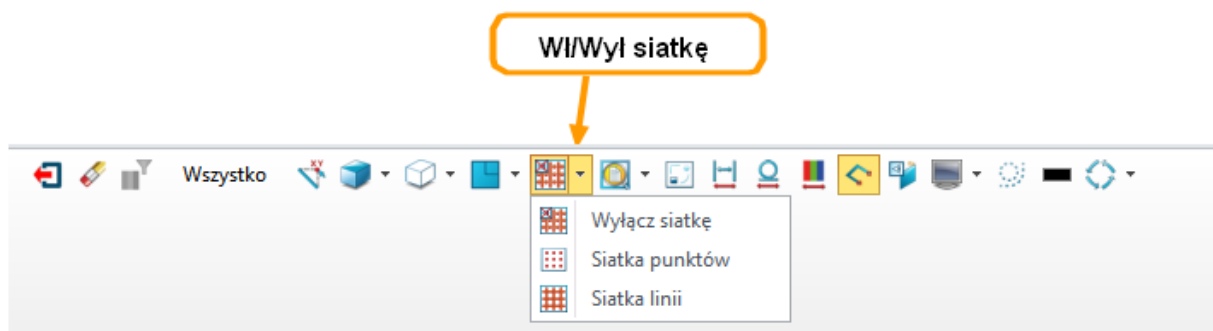 Wł/Wył siatkę
Wszystko
Wyłącz siatkę
Siatka punktów
Siatka linii